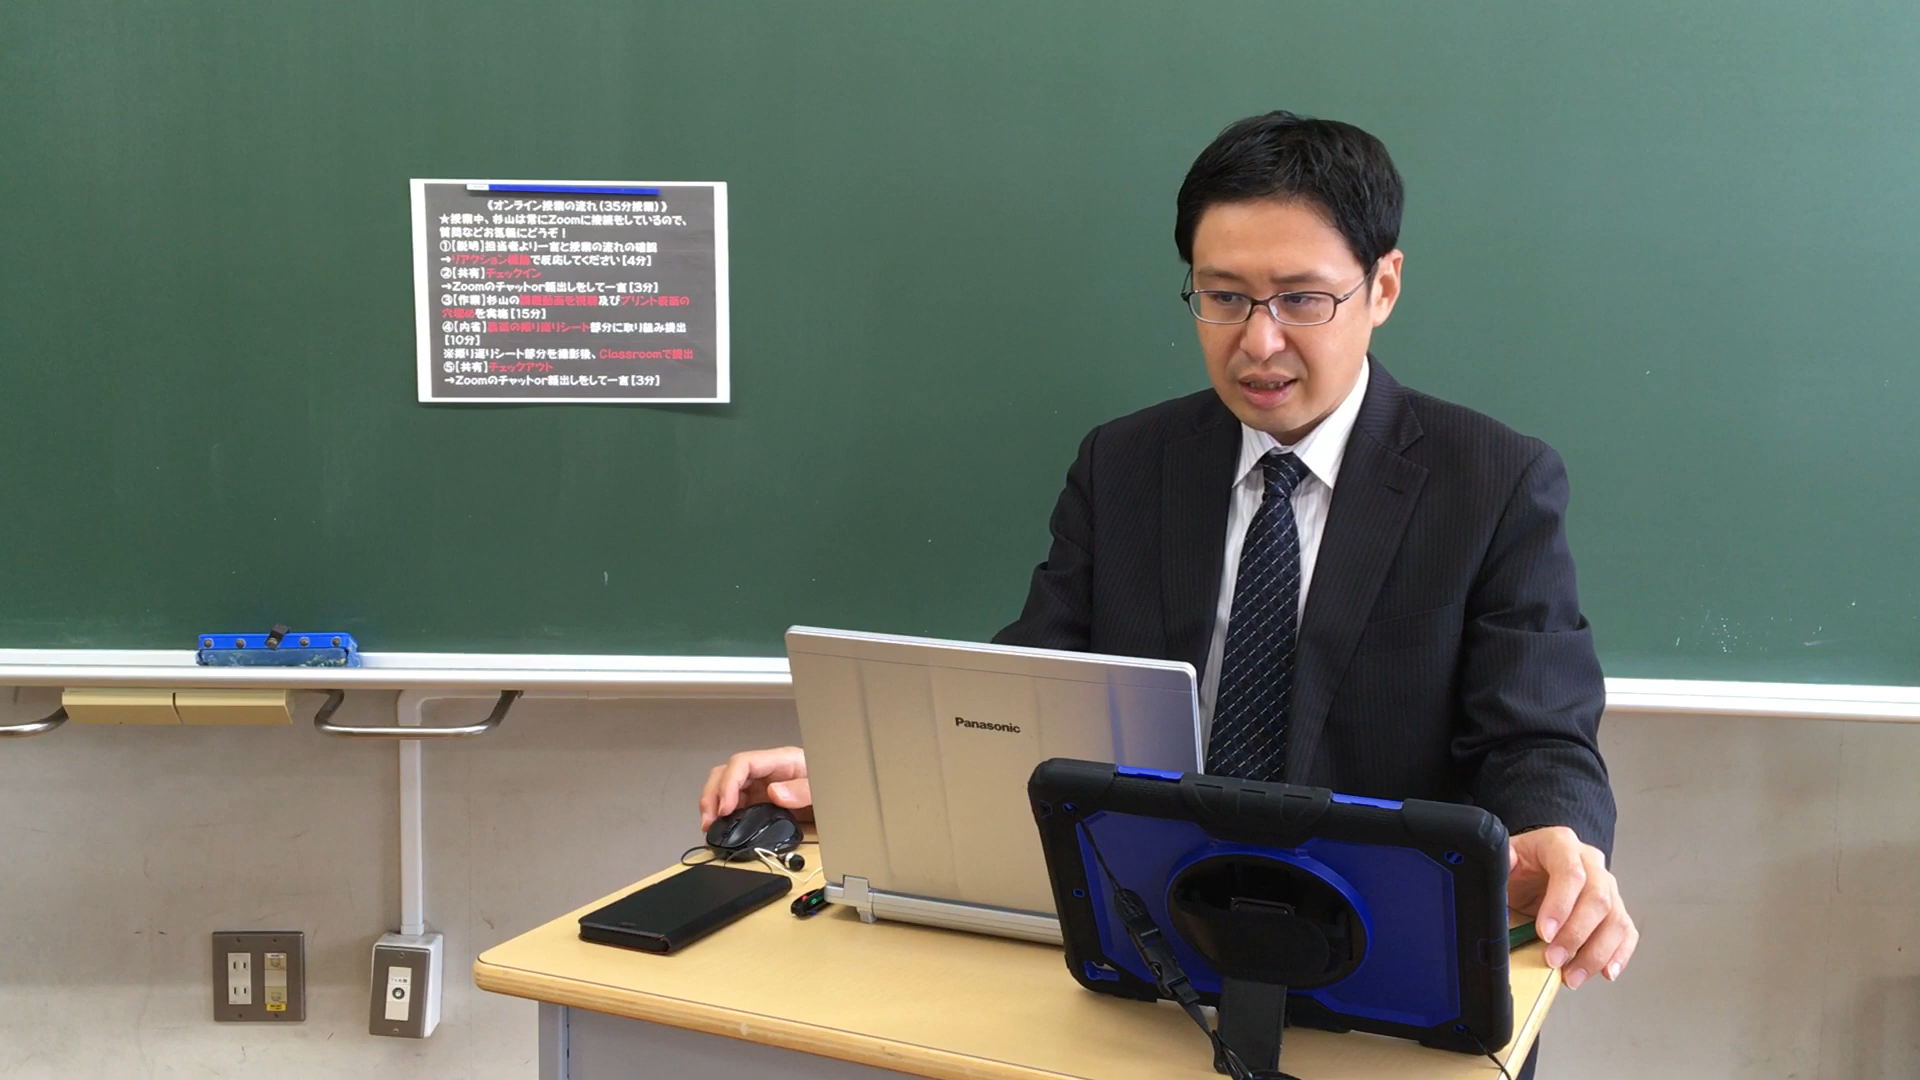 《オンライン授業の流れ(35分授業)》
★授業中、杉山は常にZoomに接続をしているので、
質問などお気軽にどうぞ！
①【説明】担当者より一言と授業の流れの確認
→リアクション機能で反応してください【4分】
②【共有】チェックイン
→Zoomのチャットor顔出しをして一言【3分】
③【作業】杉山の講義動画を視聴及びプリント表面の
穴埋めを実施【15分】
④【内省】裏面の振り返りシート部分に取り組み提出
【10分】
※振り返りシート部分を撮影後、Classroomで提出
⑤【共有】チェックアウト
→Zoomのチャットor顔出しをして一言【3分】
Panasonic